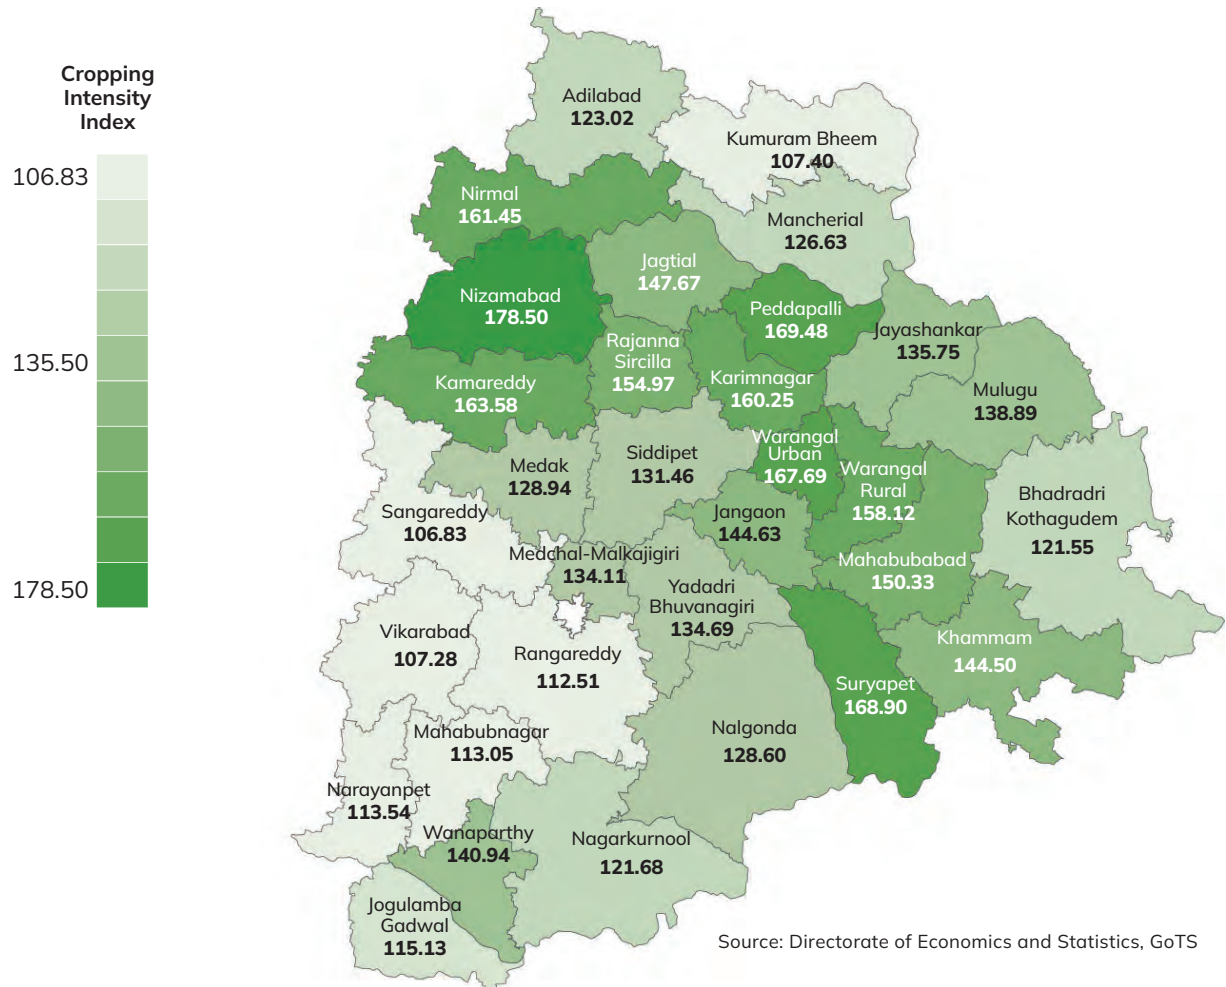 Cropping
Intensity
Index
106.83
135.50
178.50
Adilabad
123.02
Kumuram Bheem
107.40
Nirmal
161.45
Mancherial
126.63
Jagtial
147.67
Nizamabad
178.50
Peddapalli
169.48
Jayashankar
135.75
Rajanna
Sircilla
154.97
Karimnagar
160.25
Kamareddy
163.58
Mulugu
138.89
Medak
128.94
Siddipet
131.46
Warangal
Urban
167.69
Warangal
Rural
158.12
Bhadradri
Kothagudem
121.55
Sangareddy
106.83
Jangaon
144.63
Medchal-Malkajigiri
134.11
Mahabubabad
150.33
Yadadri
Bhuvanagiri
134.69
Vikarabad
107.28
Rangareddy
112.51
Khammam
144.50
Suryapet
168.90
Mahabubnagar
113.05
Nalgonda
128.60
Narayanpet
113.54
Wanaparthy
140.94
Nagarkurnool
121.68
Jogulamba
Gadwal
115.13
Source: Directorate of Economics and Statistics, GoTS